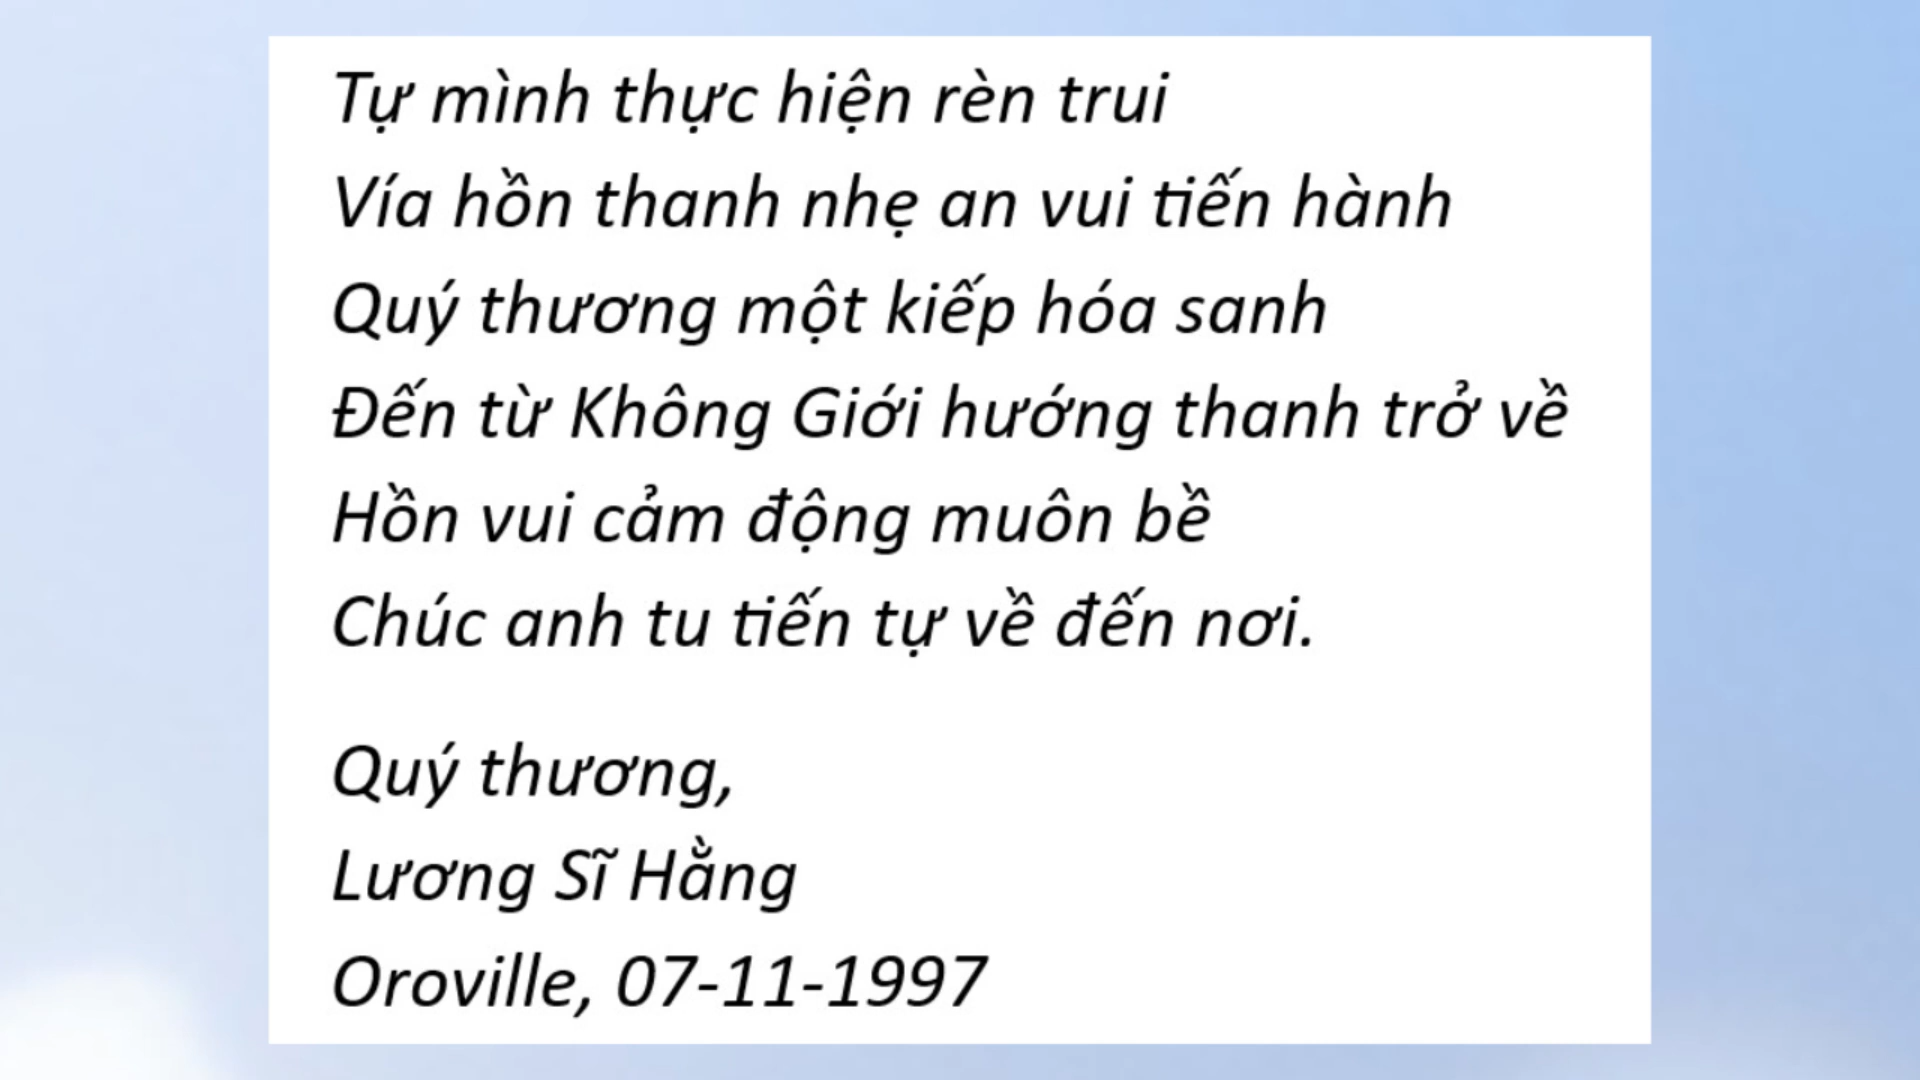 Tự mình thực hiện rèn trui
Vía hồn thanh nhẹ an vui tiến hành
Quý thương một kiếp hóa sanh
Đến từ Không Giới hướng thanh trở về
Hồn vui cảm động muôn bề
Chúc anh tu tiến tự về đến nơi.
Quý thương,
Lương Sĩ Hằng
Oroville, 07-11-1997